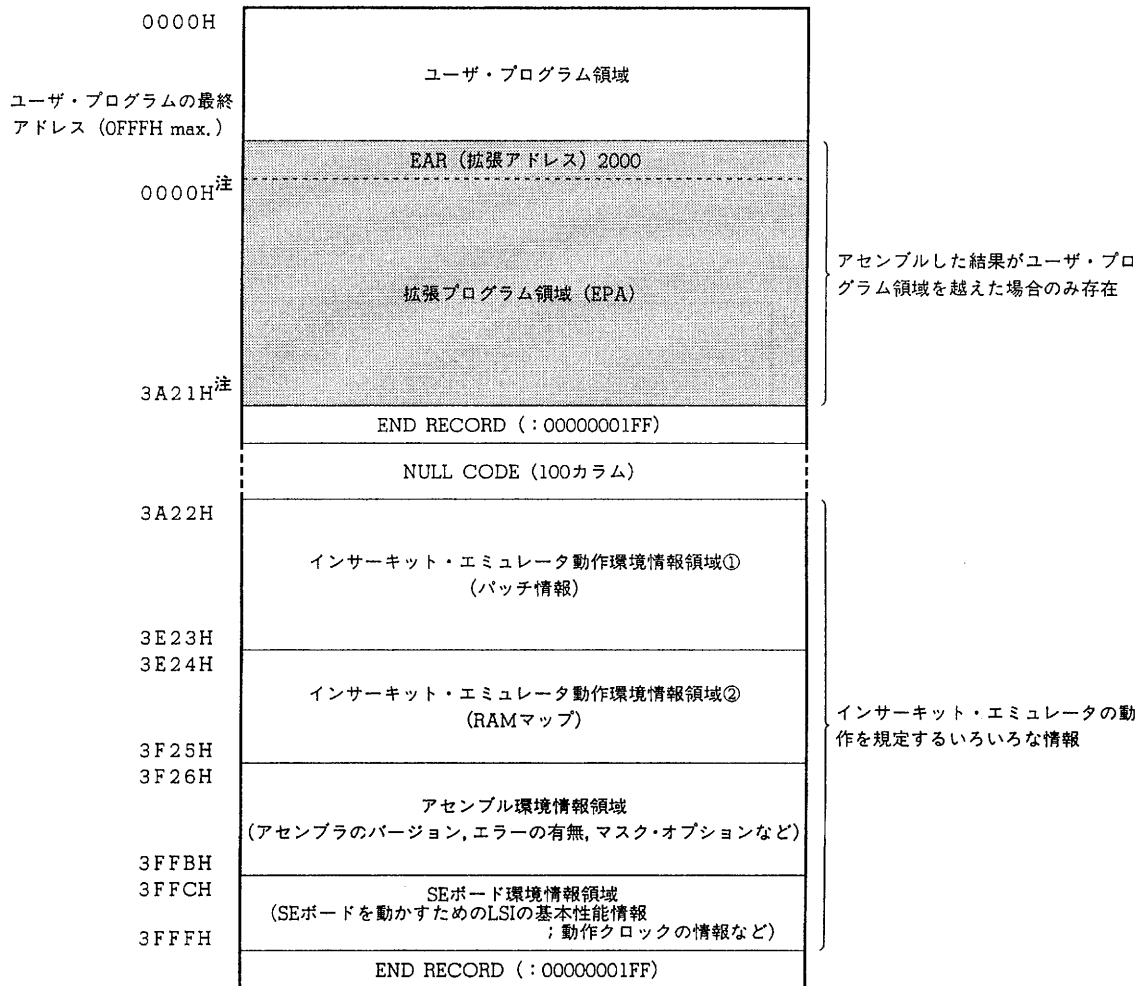 0000H
ユーザ・プログラム領域
ユーザ・プログラムの最終
アドレス（0FFFH max.）
EAR（拡張アドレス）2000
0000H注
拡張プログラム領域（EPA）
アセンブルした結果がユーザ・プロ
グラム領域を越えた場合のみ存在
3A21H注
END RECORD（：00000001FF）
NULL CODE（100カラム）
3A22H
インサーキット・エミュレータ動作環境情報領域①
（パッチ情報）
3E23H
3E24H
インサーキット・エミュレータ動作環境情報領域②
（RAMマップ）
インサーキット・エミュレータの動
作を規定するいろいろな情報
3F25H
3F26H
アセンブル環境情報領域
（アセンブラのバージョン，エラーの有無，マスク・オプションなど）
3FFBH
3FFCH
SEボード環境情報領域
（SEボードを動かすためのLSIの基本性能情報
；動作クロックの情報など）
3FFFH
END RECORD（：00000001FF）